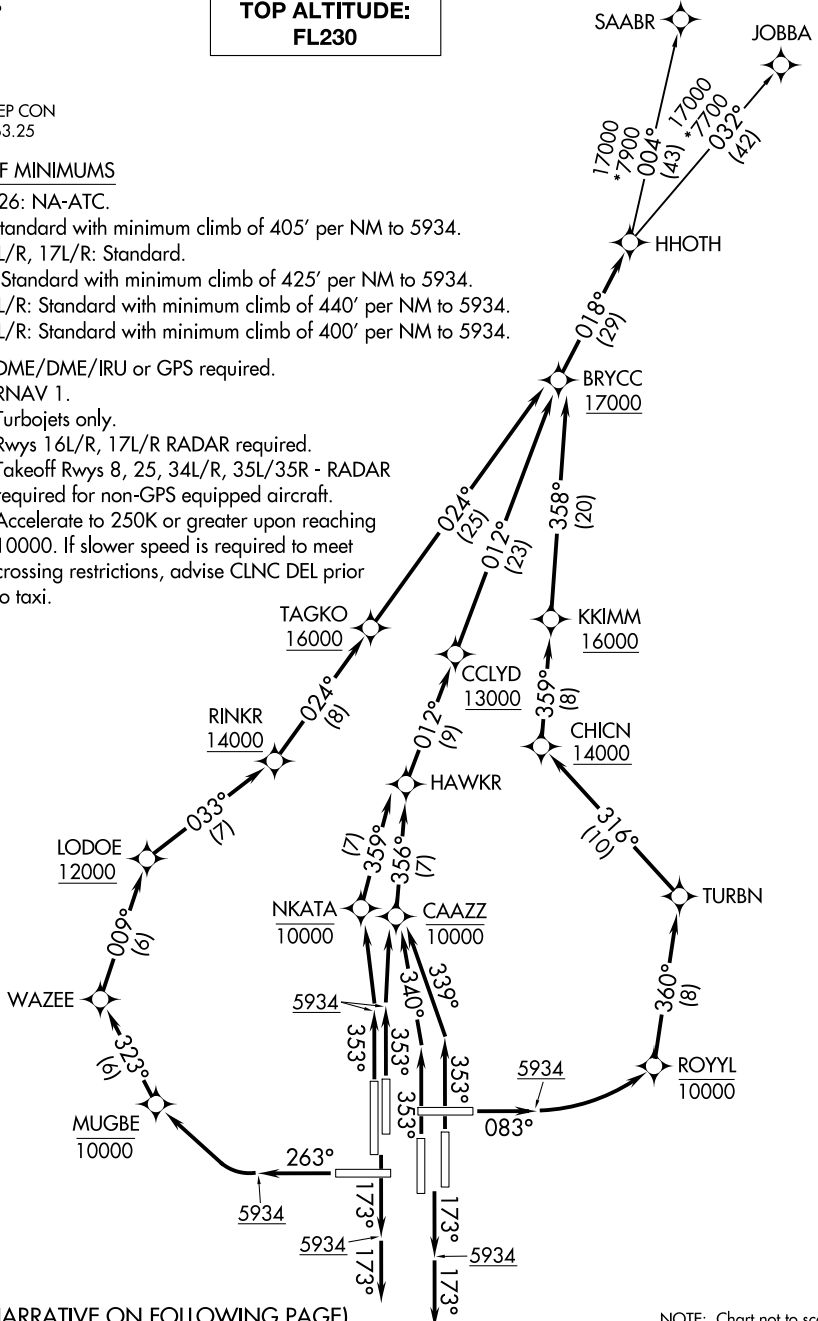 TOP ALTITUDE:
FL230
SAABR
JOBBA
EP CON
3.25
17000
*7900
004°
(43)
17000
*7700
032°
(42)
F MINIMUMS
26: NA-ATC.
tandard with minimum climb of 405' per NM to 5934.
L/R, 17L/R: Standard.
Standard with minimum climb of 425' per NM to 5934.
L/R: Standard with minimum climb of 440' per NM to 5934.
L/R: Standard with minimum climb of 400' per NM to 5934.
HHOTH
018°
(29)
DME/DME/IRU or GPS required.
RNAV 1.
Turbojets only.
Rwys 16L/R, 17L/R RADAR required.
Takeoff Rwys 8, 25, 34L/R, 35L/35R - RADAR
required for non-GPS equipped aircraft.
Accelerate to 250K or greater upon reaching
10000. If slower speed is required to meet
crossing restrictions, advise CLNC DEL prior
to taxi.
BRYCC
17000
024°
(25)
012°
(23)
358°
(20)
TAGKO
16000
KKIMM
16000
CCLYD
13000
024°
(8)
012°
(9)
359°
(8)
RINKR
14000
CHICN
14000
HAWKR
033°
(7)
(7)
359°
356°
(7)
316°
(10)
LODOE
12000
NKATA
10000
CAAZZ
10000
TURBN
009°
(6)
340°
339°
360°
(8)
WAZEE
5934
323°
(6)
353°
353°
353°
353°
5934
ROYYL
10000
083°
MUGBE
10000
263°
5934
173°
173°
5934
5934
173°
173°
NARRATIVE ON FOLLOWING PAGE)
NOTE: Chart not to sc